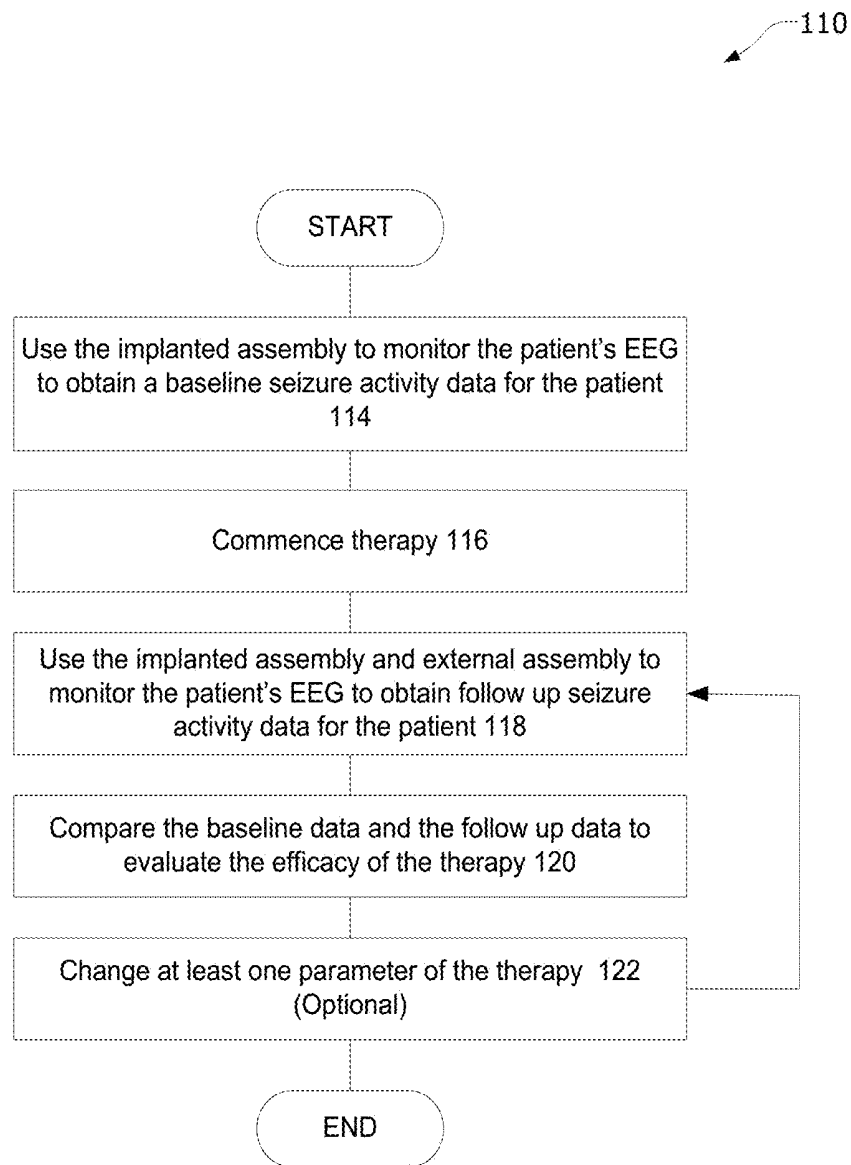 110
START
Use the implanted assembly to monitor the patient's EEG
to obtain a baseline seizure activity data for the patient
114
Commence therapy 116
Use the implanted assembly and external assembly to
monitor the patient's EEG to obtain follow up seizure
activity data for the patient 118
Compare the baseline data and the follow up data to
evaluate the efficacy of the therapy 120
Change at least one parameter of the therapy 122
(Optional)
END